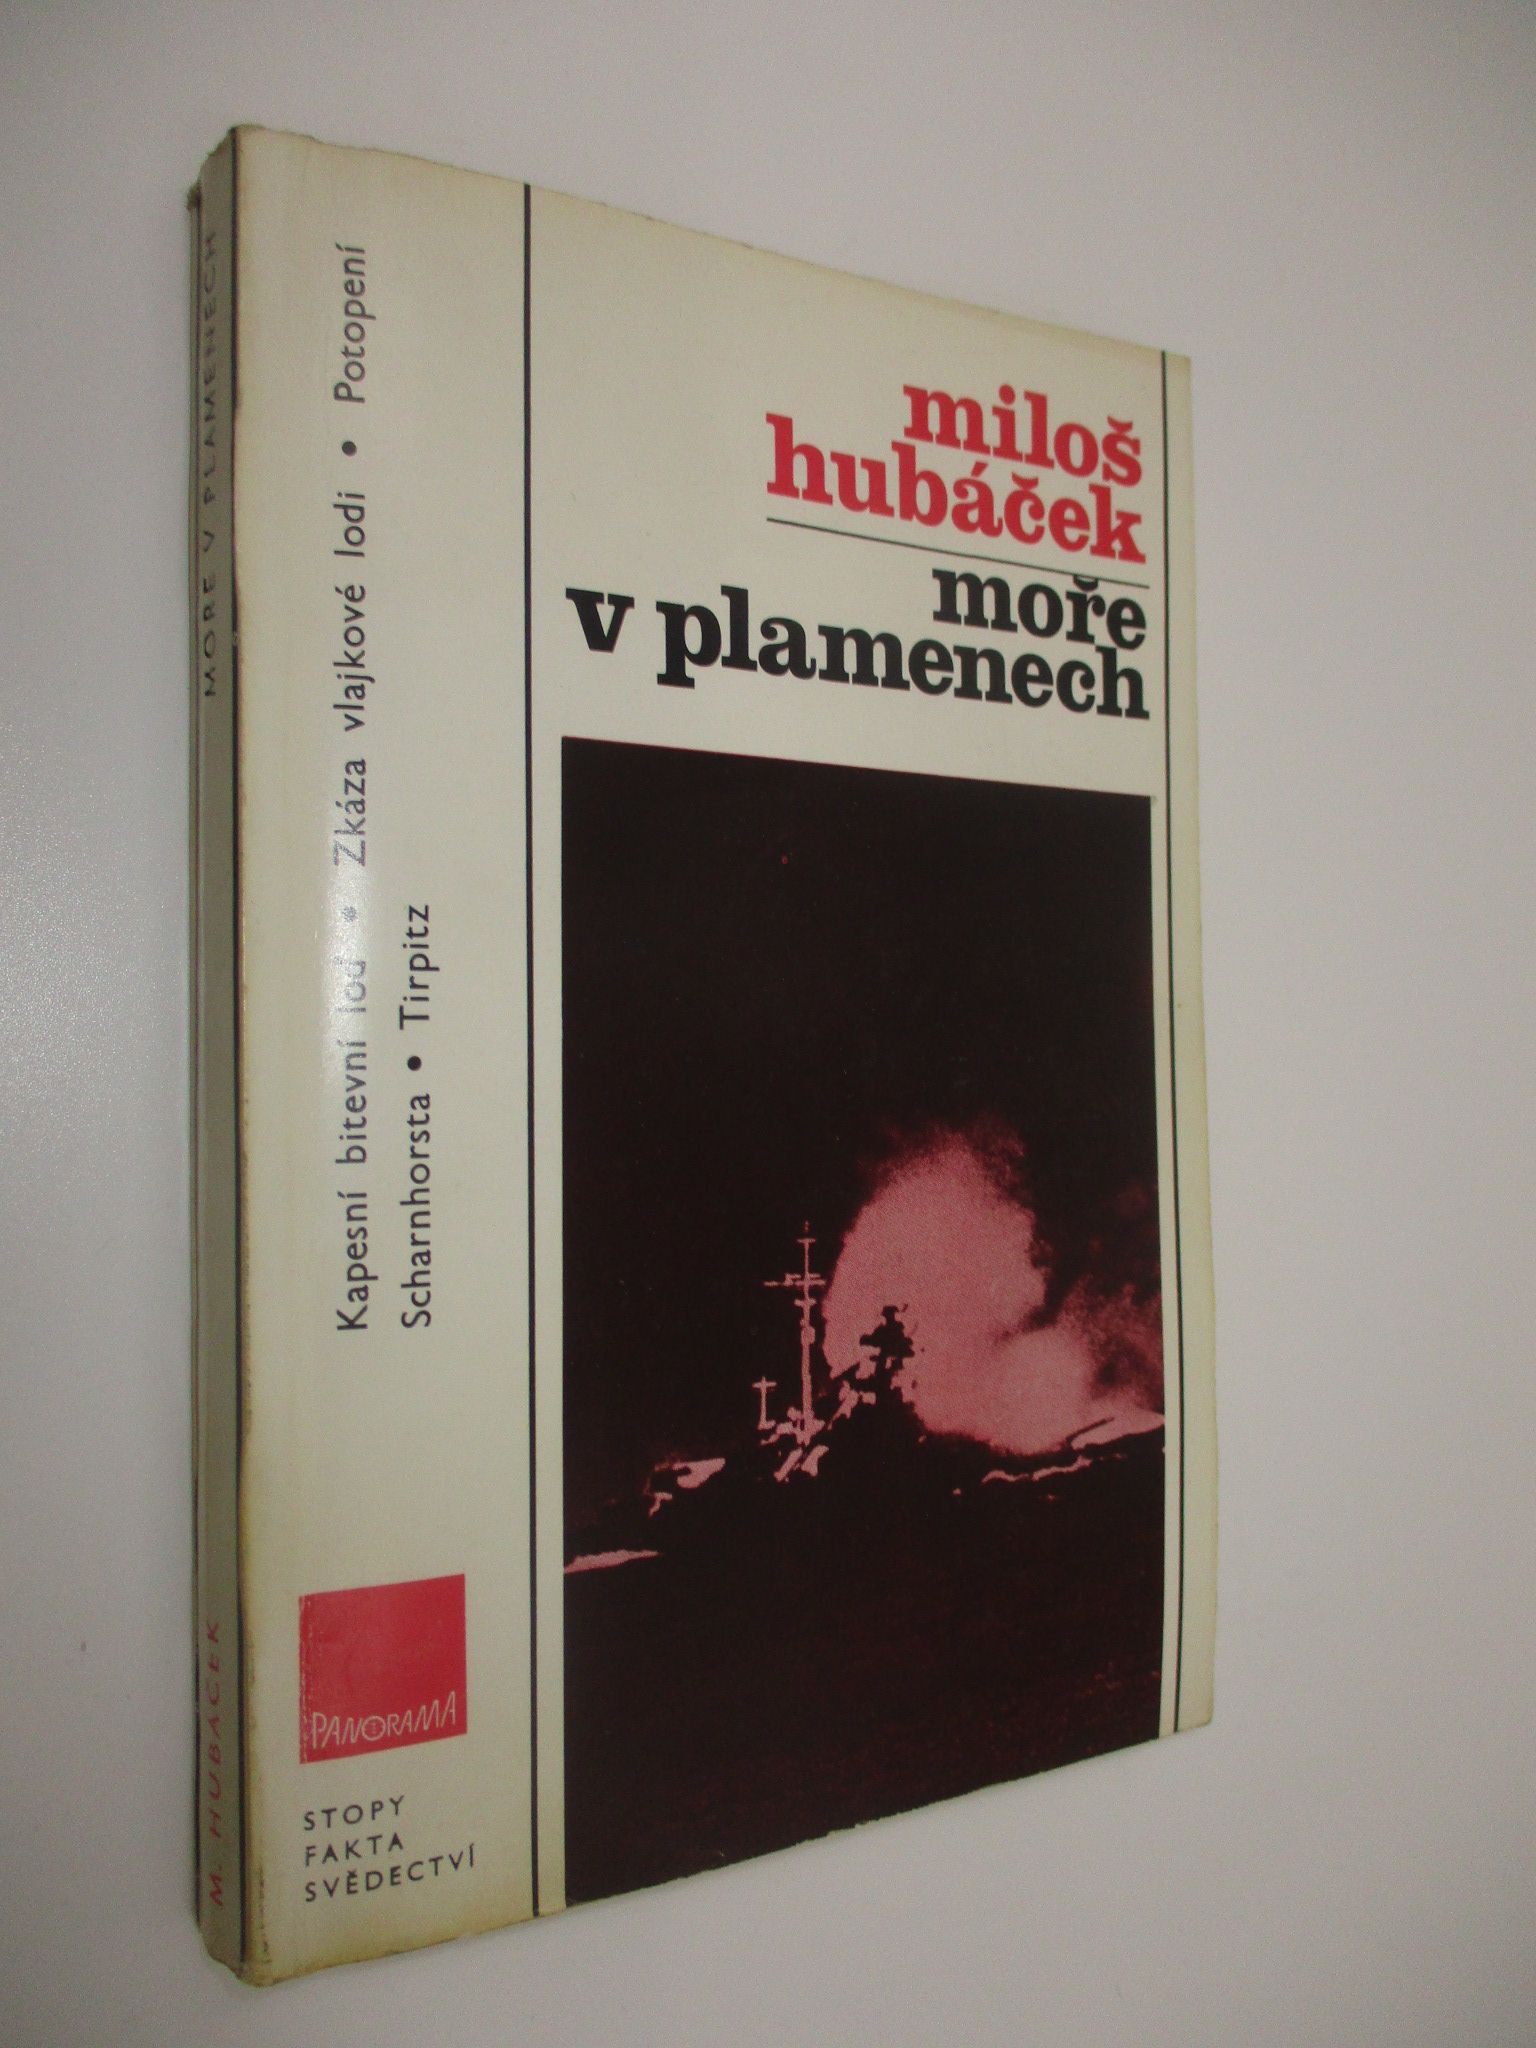 miloš
hubáček
moře
v plamenech
Kapesní bitevní loď • Zkáza vlajkové lodi • Potopení
Scharnhorsta • Tirpitz
PANORAMA
STOPY
FAKTA
SVĚDECTVÍ
M. HUBÁČEK MOŘE V PLAMENECH